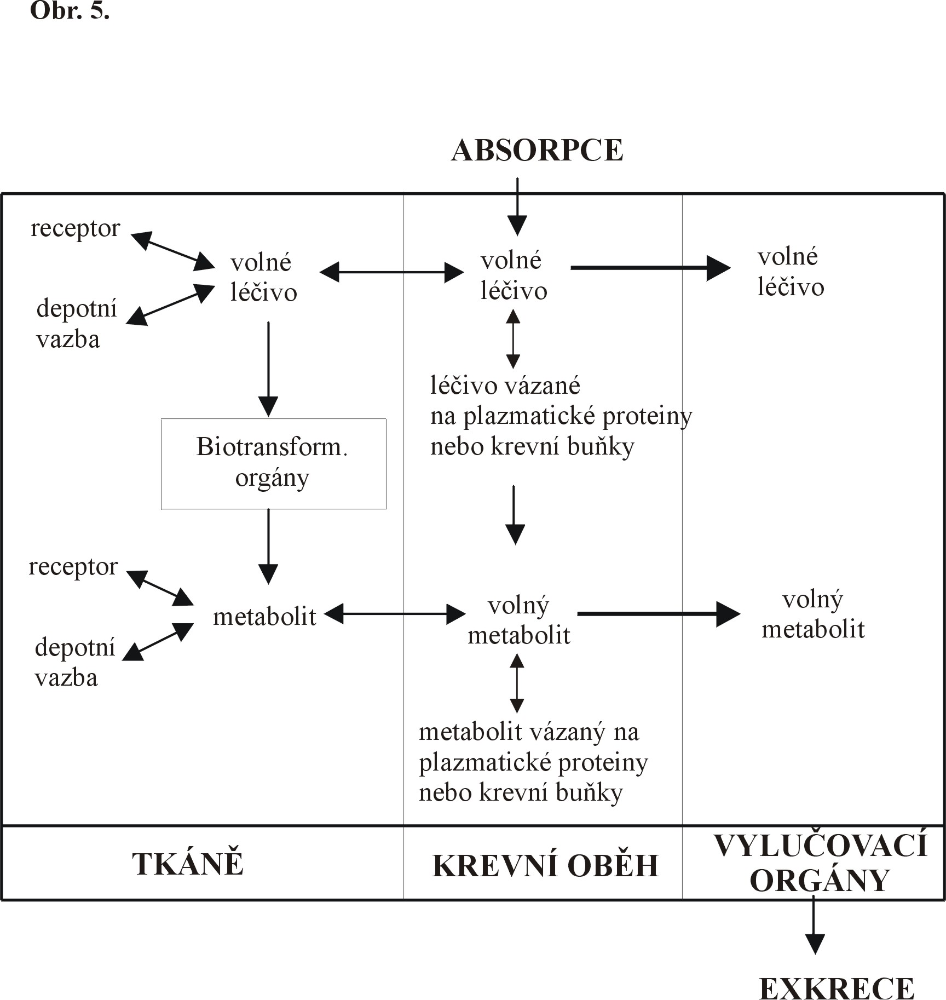 Obr. 5.
ABSORPCE
receptor
volné
léčivo
depotní
vazba
volné
léčivo
volné
léčivo
léčivo vázané
na plazmatické proteiny
nebo krevní buňky
Biotransform.
orgány
receptor
metabolit
depotní
vazba
volný
metabolit
volný
metabolit
metabolit vázaný na
plazmatické proteiny
nebo krevní buňky
TKÁNĚ
KREVNÍ OBĚH
VYLUČOVACÍ
ORGÁNY
EXKRECE